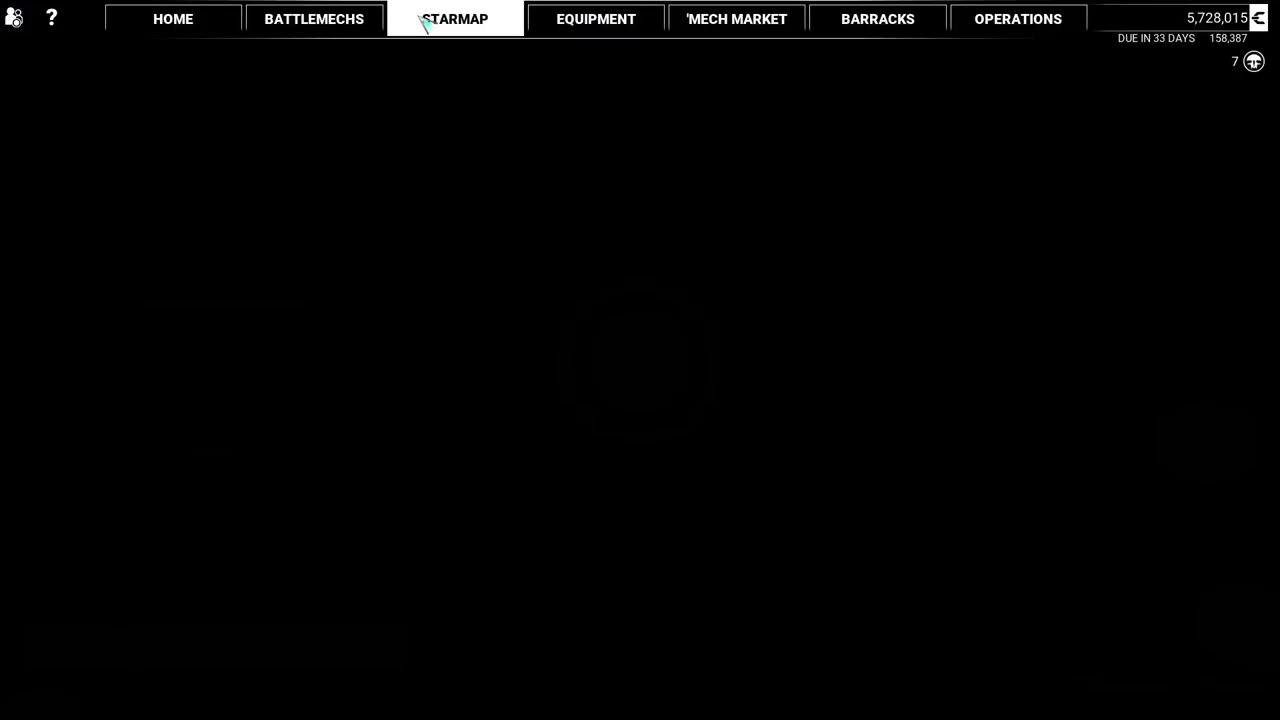 ?
HOME
BATTLEMECHS
STARMAP
EQUIPMENT
'MECH MARKET
BARRACKS
OPERATIONS
5,728,015
DUE IN 33 DAYS 158,387
7